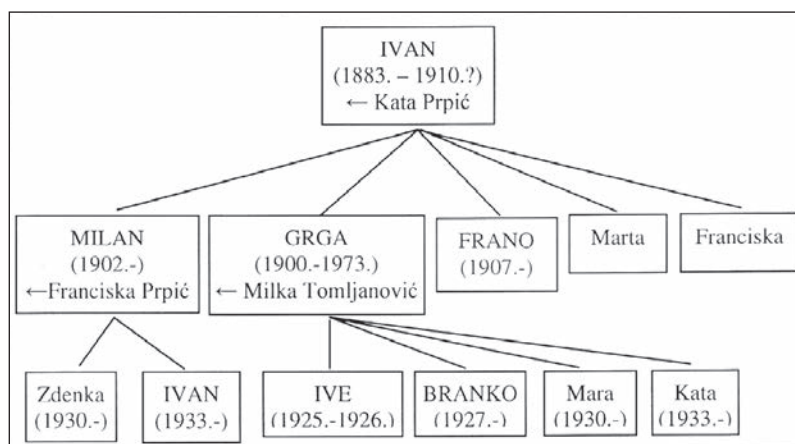 IVAN
(1883. – 1910.?)
← Kata Prpić
MILAN
(1902.-)
←Franciska Prpić
GRGA
(1900.-1973.)
← Milka Tomljanović
FRANO
(1907.-)
Marta
Franciska
Zdenka
(1930.-)
IVAN
(1933.-)
IVE
(1925.-1926.)
BRANKO
(1927.-)
Mara
(1930.-)
Kata
(1933.-)